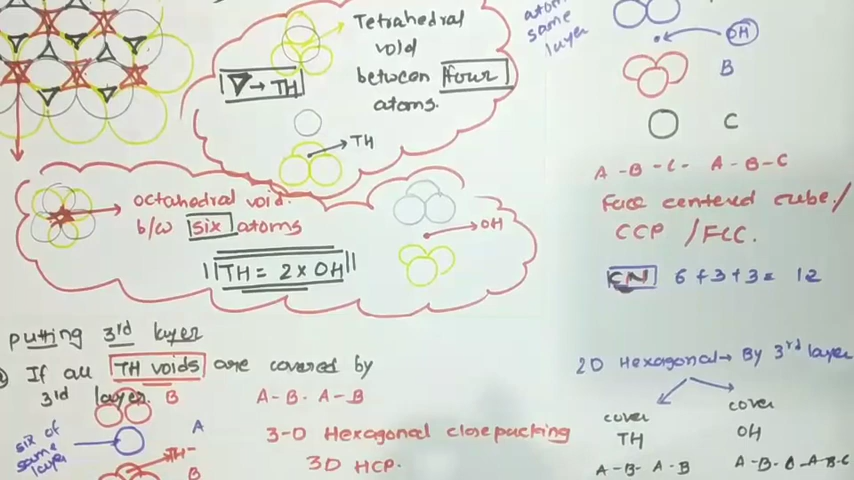 Tetrahedral
void
between four
atoms.
▽ → TH
TH
octahedral void.
b/w six atoms
OH
TH = 2 × OH
putting 3rd layer
If all TH voids are covered by
3rd layer.
B
A-B-A-B
six of
same
layer
A
TH
B
3-D Hexagonal closepacking
3D HCP.
atom
same
layer
OH
B
C
A-B-C-A-B-C
Face centered cube/
CCP / FCC.
CN 6+3+3= 12
2D Hexagonal → By 3rd layer
cover
TH
A-B-A-B
cover
OH
A-B-C-A-B-C